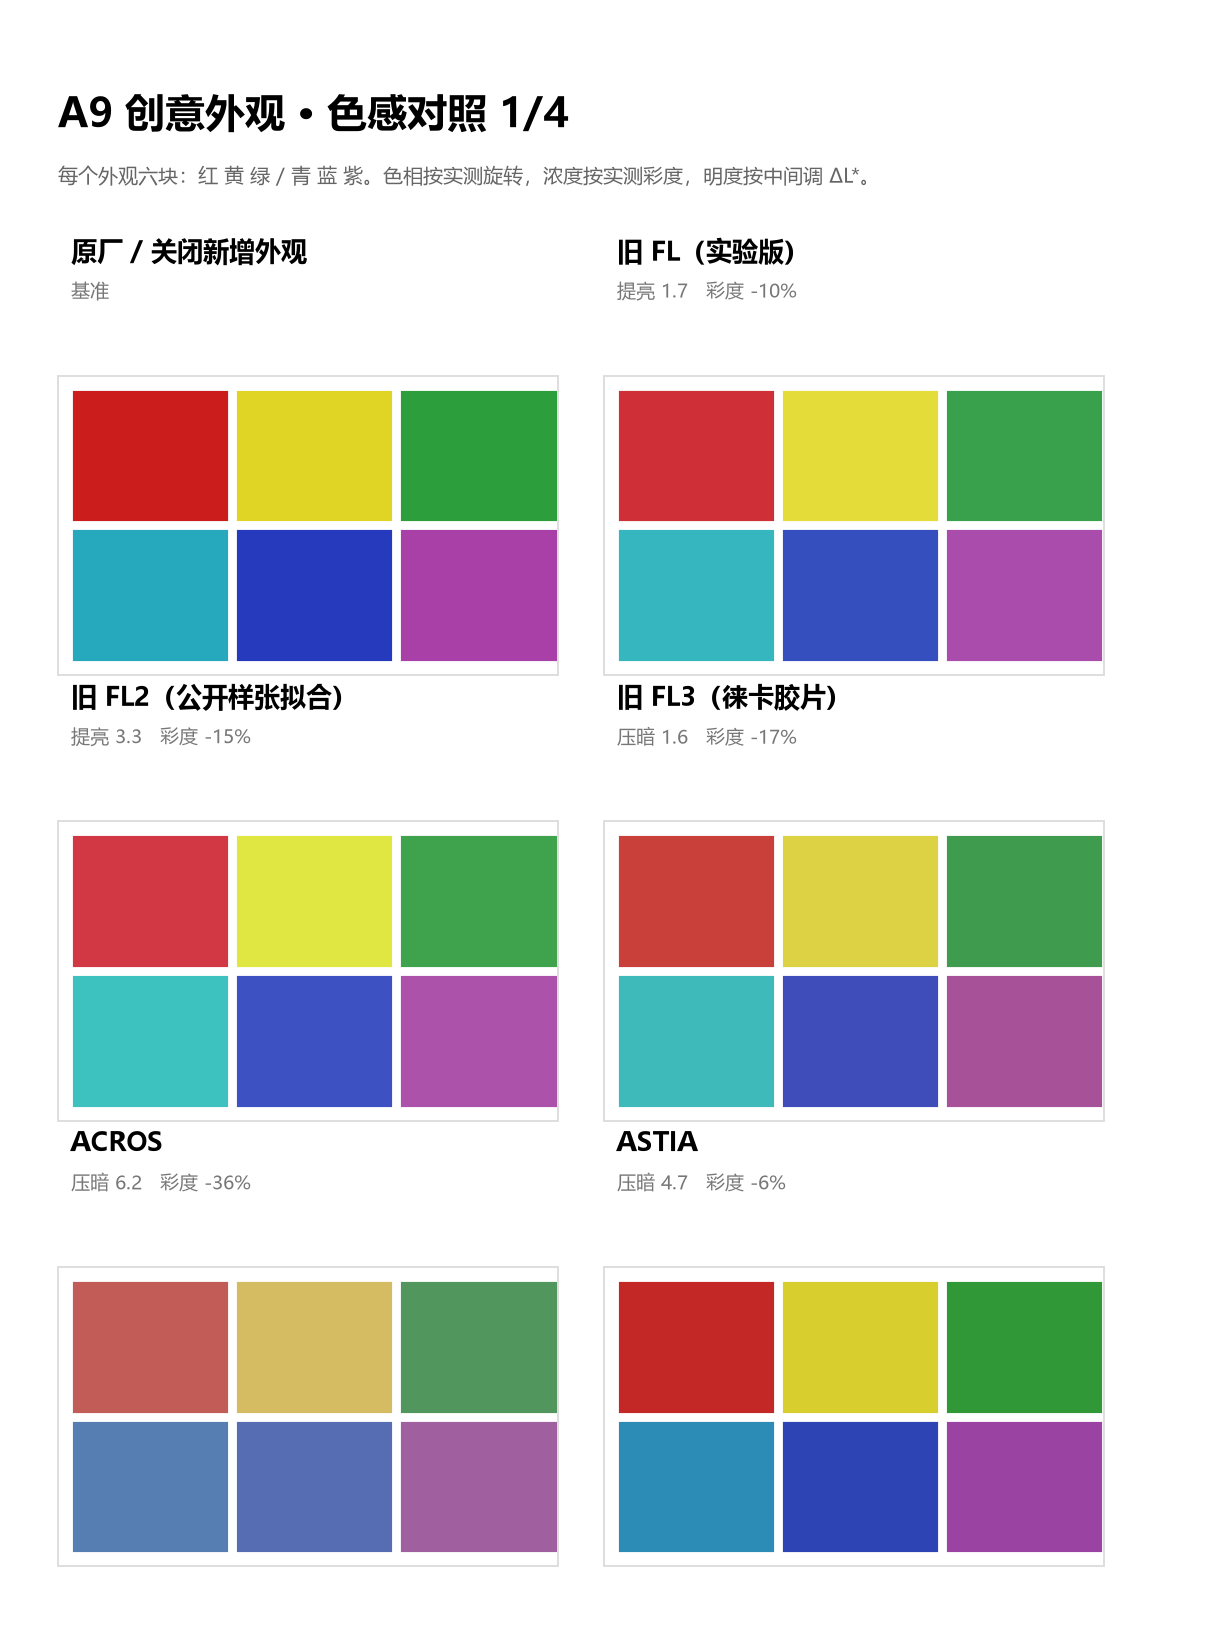 A9 创意外观 • 色感对照 1/4
每个外观六块：红 黄 绿 / 青 蓝 紫。色相按实测旋转，浓度按实测彩度，明度按中间调 ΔL*。
原厂 / 关闭新增外观
基准
旧 FL（实验版）
提亮 1.7 彩度 -10%
旧 FL2（公开样张拟合）
提亮 3.3 彩度 -15%
旧 FL3（徕卡胶片）
压暗 1.6 彩度 -17%
ACROS
压暗 6.2 彩度 -36%
ASTIA
压暗 4.7 彩度 -6%